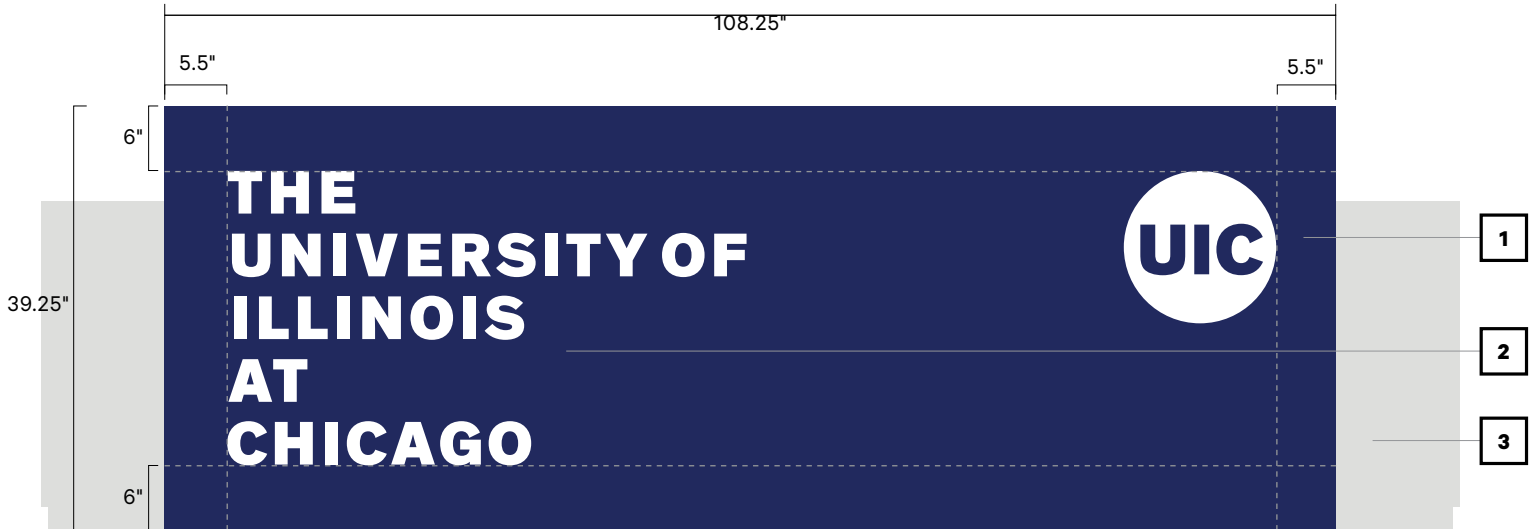 108.25"
5.5"
5.5"
6"
THE
UNIVERSITY OF
UIC
1
39.25"
ILLINOIS
2
AT
CHICAGO
3
6"